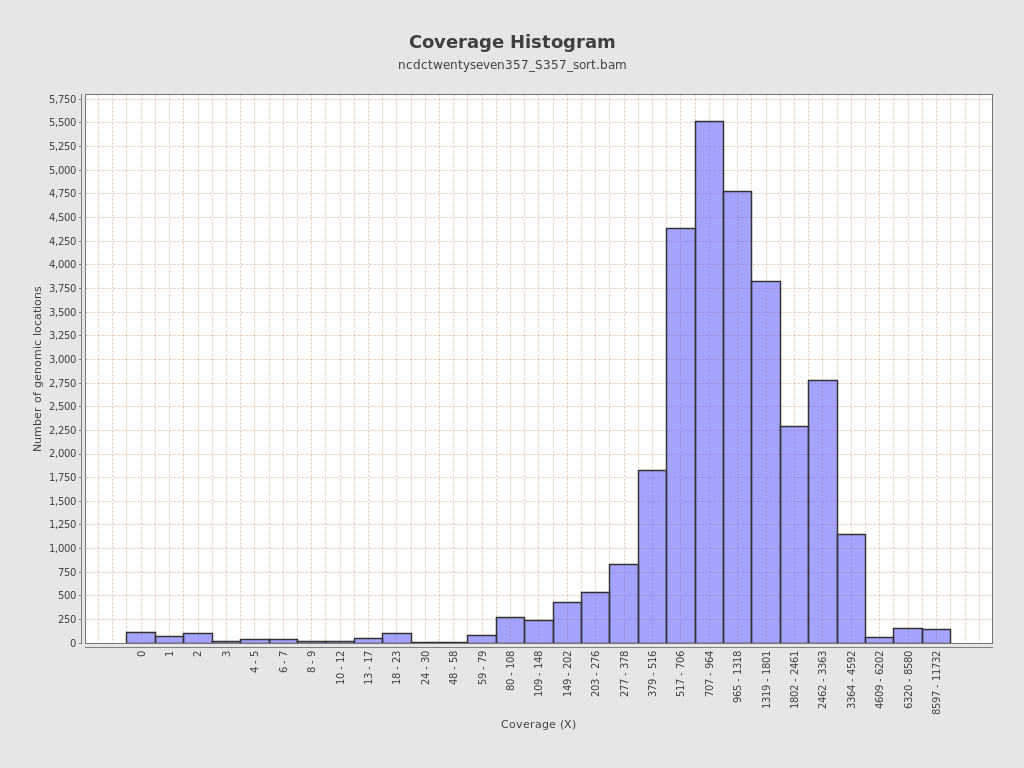 Coverage Histogram
ncdctwentyseven357_S357_sort.bam
Number of genomic locations
5,750
5,500
5,250
5,000
4,750
4,500
4,250
4,000
3,750
3,500
3,250
3,000
2,750
2,500
2,250
2,000
1,750
1,500
1,250
1,000
750
500
250
0
0
1
2
3
4 - 5
6 - 7
8 - 9
10 - 12
13 - 17
18 - 23
24 - 30
48 - 58
59 - 79
80 - 108
109 - 148
149 - 202
203 - 276
277 - 378
379 - 516
517 - 706
707 - 964
965 - 1318
1319 - 1801
1802 - 2461
2462 - 3363
3364 - 4592
4609 - 6202
6320 - 8580
8597 - 11732
Coverage (X)